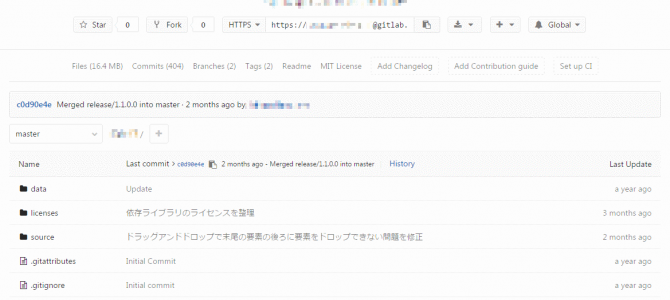 Star 0 Fork 0 HTTPS https:// @gitlab. Global
Files (16.4 MB) Commits (404) Branches (2) Tags (2) Readme MIT License Add Changelog Add Contribution guide Set up CI
c0d90e4e Merged release/1.1.0.0 into master · 2 months ago by
master / +
Name Last commit > c0d90e4e 2 months ago - Merged release/1.1.0.0 into master History Last Update
data Update a year ago
licenses 依存ライブラリのライセンスを整理 3 months ago
source ドラッグアンドドロップで末尾の要素の後ろに要素をドロップできない問題を修正 2 months ago
.gitattributes Initial Commit a year ago
.gitignore Initial commit a year ago